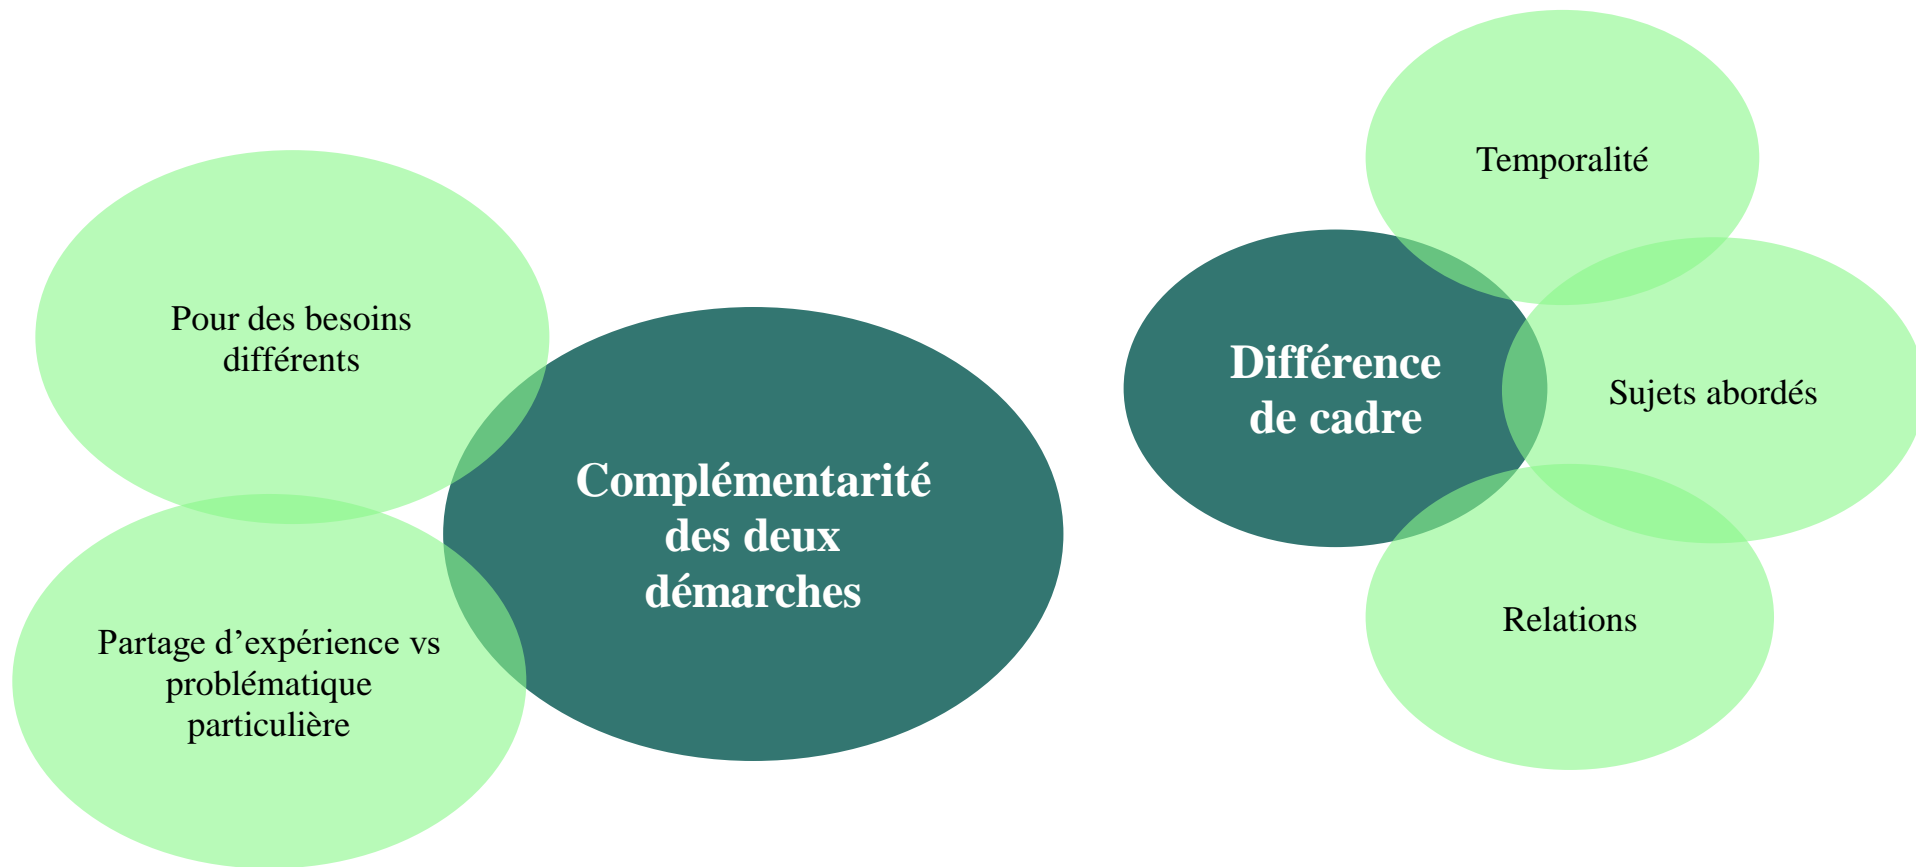 Pour des besoins
différents
Partage d’expérience vs
problématique
particulière
Complémentarité
des deux
démarches
Différence
de cadre
Temporalité
Sujets abordés
Relations